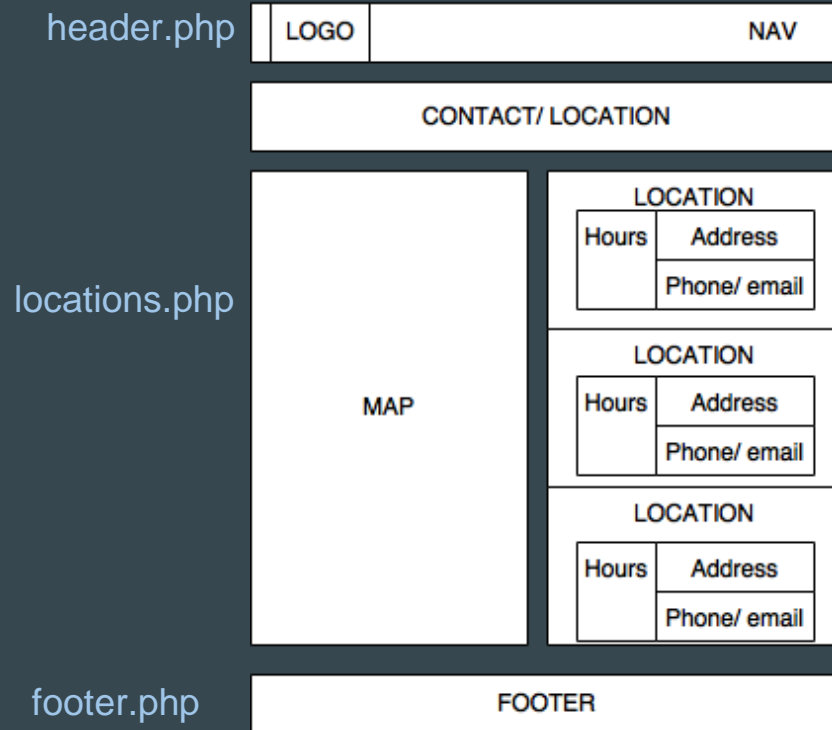 header.php LOGO NAV
CONTACT/ LOCATION
locations.php
MAP
LOCATION
Hours Address
Phone/ email
LOCATION
Hours Address
Phone/ email
LOCATION
Hours Address
Phone/ email
footer.php FOOTER